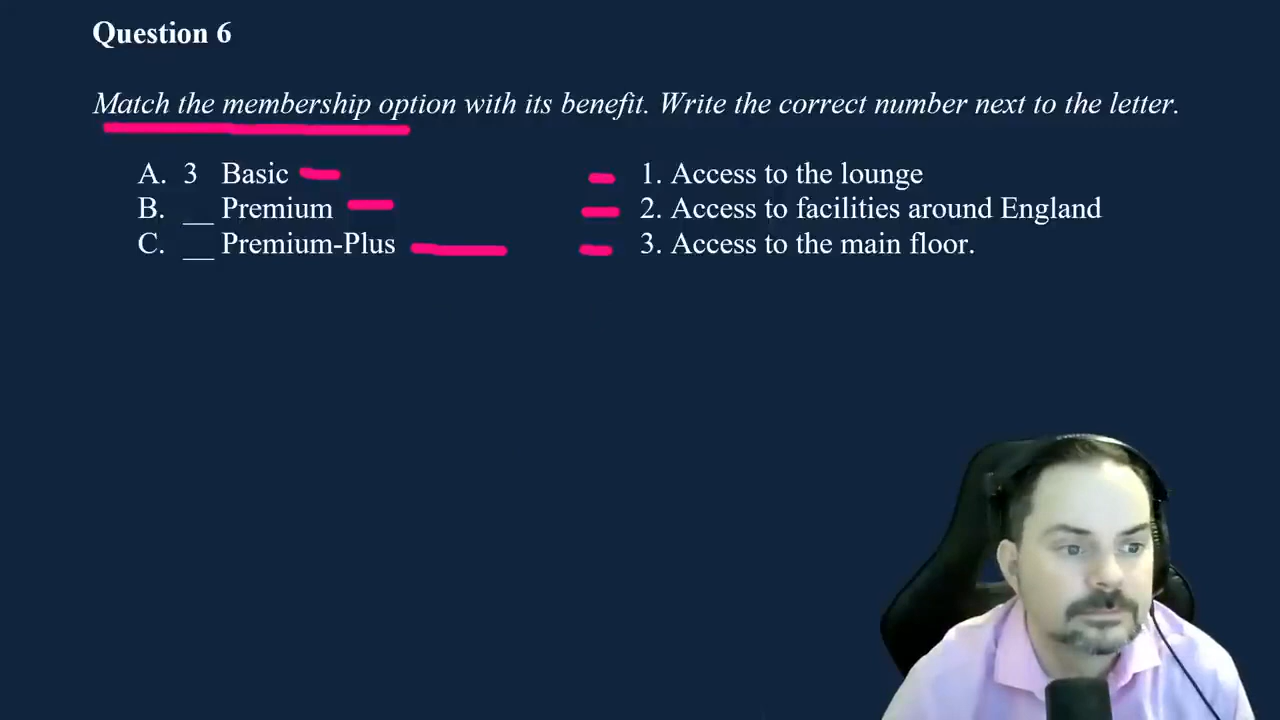 Question 6
Match the membership option with its benefit. Write the correct number next to the letter.
A. 3 Basic
1. Access to the lounge
B. __ Premium
2. Access to facilities around England
C. __ Premium-Plus
3. Access to the main floor.